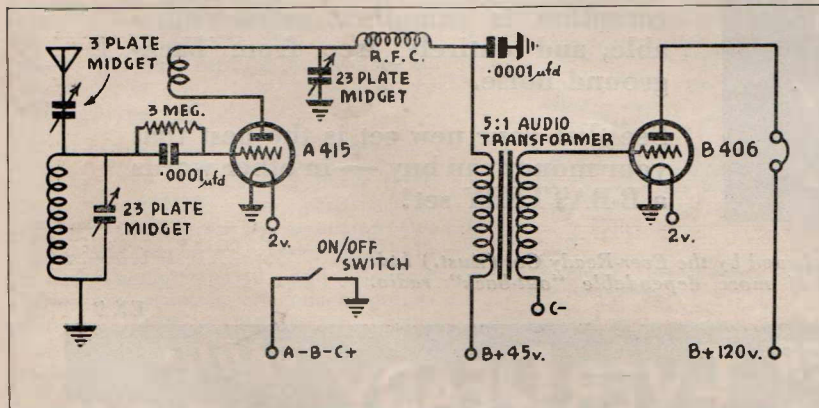 3 PLATE
MIDGET
R.F.C.
.0001µfd
23 PLATE
MIDGET
3 MEG.
.0001µfd
A 415
5:1 AUDIO
TRANSFORMER
B 406
23 PLATE
MIDGET
2v.
2v.
ON/OFF
SWITCH
C-
A-B-C+
B+45v.
B+120v.